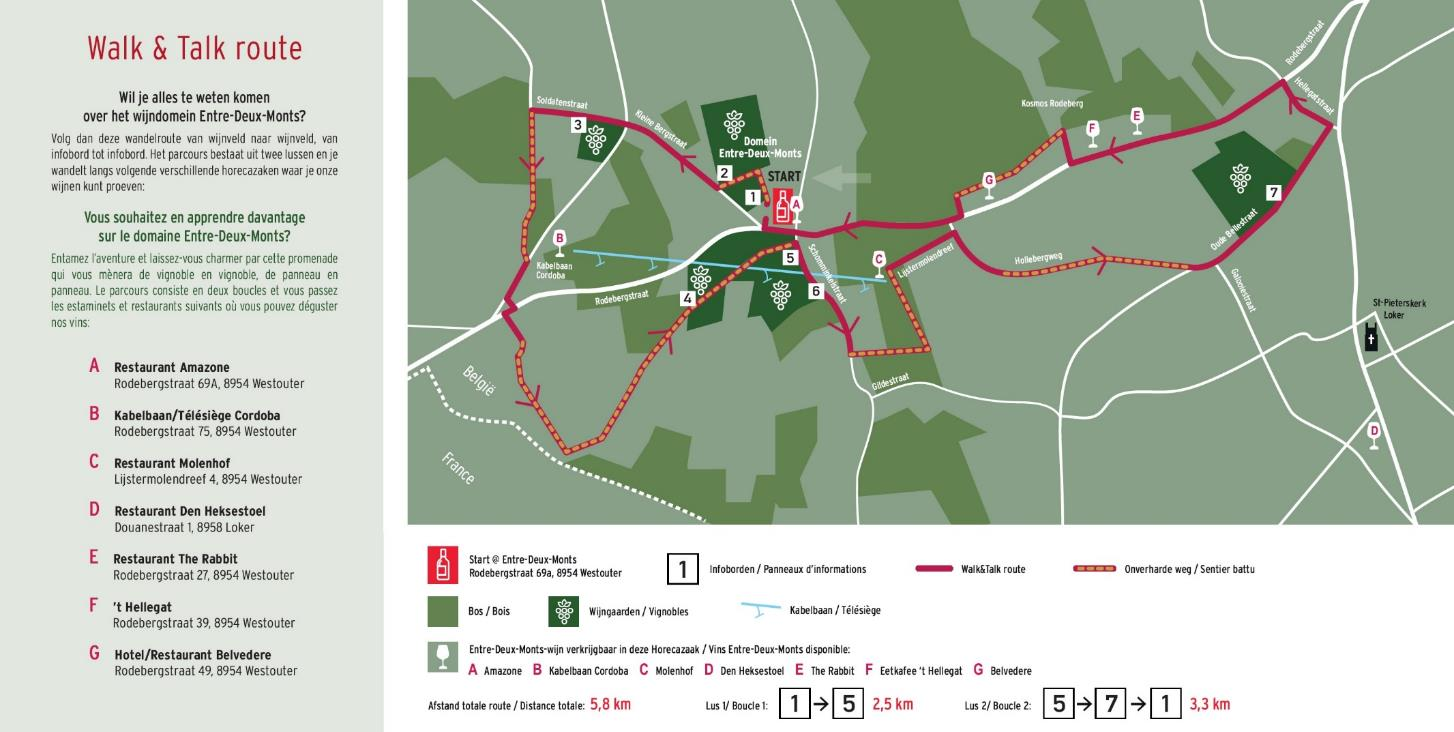 Walk & Talk route
Wil je alles te weten komen
over het wijndomein Entre-Deux-Monts?
Volg dan deze wandelroute van wijnveld naar wijnveld, van
infobord tot infobord. Het parcours bestaat uit twee lussen en je
wandelt langs volgende verschillende horecazaken waar je onze
wijnen kunt proeven:
Vous souhaitez en apprendre davantage
sur le domaine Entre-Deux-Monts?
Entamez l'aventure et laissez-vous charmer par cette promenade
qui vous mènera de vignoble en vignoble, de panneau en
panneau. Le parcours consiste en deux boucles et vous passez
les estaminets et restaurants suivants où vous pouvez déguster
nos vins:
A Restaurant Amazone
Rodebergstraat 69A, 8954 Westouter
B Kabelbaan/Télésiège Cordoba
Rodebergstraat 75, 8954 Westouter
C Restaurant Molenhof
Lijstermolendreef 4, 8954 Westouter
D Restaurant Den Heksestoel
Douanestraat 1, 8958 Loker
E Restaurant The Rabbit
Rodebergstraat 27, 8954 Westouter
F 't Hellegat
Rodebergstraat 39, 8954 Westouter
G Hotel/Restaurant Belvedere
Rodebergstraat 49, 8954 Westouter
Rodebergstraat
Hellegatstraat
Soldatenstraat
3
Kleine Bergstraat
Domein
Entre-Deux-Monts
Kosmos Rodeberg
F
E
2
START
1
A
G
7
Oude Bellestraat
B
Kabelbaan
Cordoba
5
C
Lijstermolendreef
Hollebergweg
4
6
Rodebergstraat
Galooiestraat
St-Pieterskerk
Loker
België
Gildestraat
France
D
Start @ Entre-Deux-Monts
Rodebergstraat 69a, 8954 Westouter
1 Infoborden / Panneaux d'informations
Walk&Talk route
Onverharde weg / Sentier battu
Bos / Bois
Wijngaarden / Vignobles
Kabelbaan / Télésiège
Entre-Deux-Monts-wijn verkrijgbaar in deze Horecazaak / Vins Entre-Deux-Monts disponible:
A Amazone B Kabelbaan Cordoba C Molenhof D Den Heksestoel E The Rabbit F Eetkafee 't Hellegat G Belvedere
Afstand totale route / Distance totale: 5,8 km Lus 1/ Boucle 1: 1 → 5 2,5 km Lus 2/ Boucle 2: 5 → 7 → 1 3,3 km